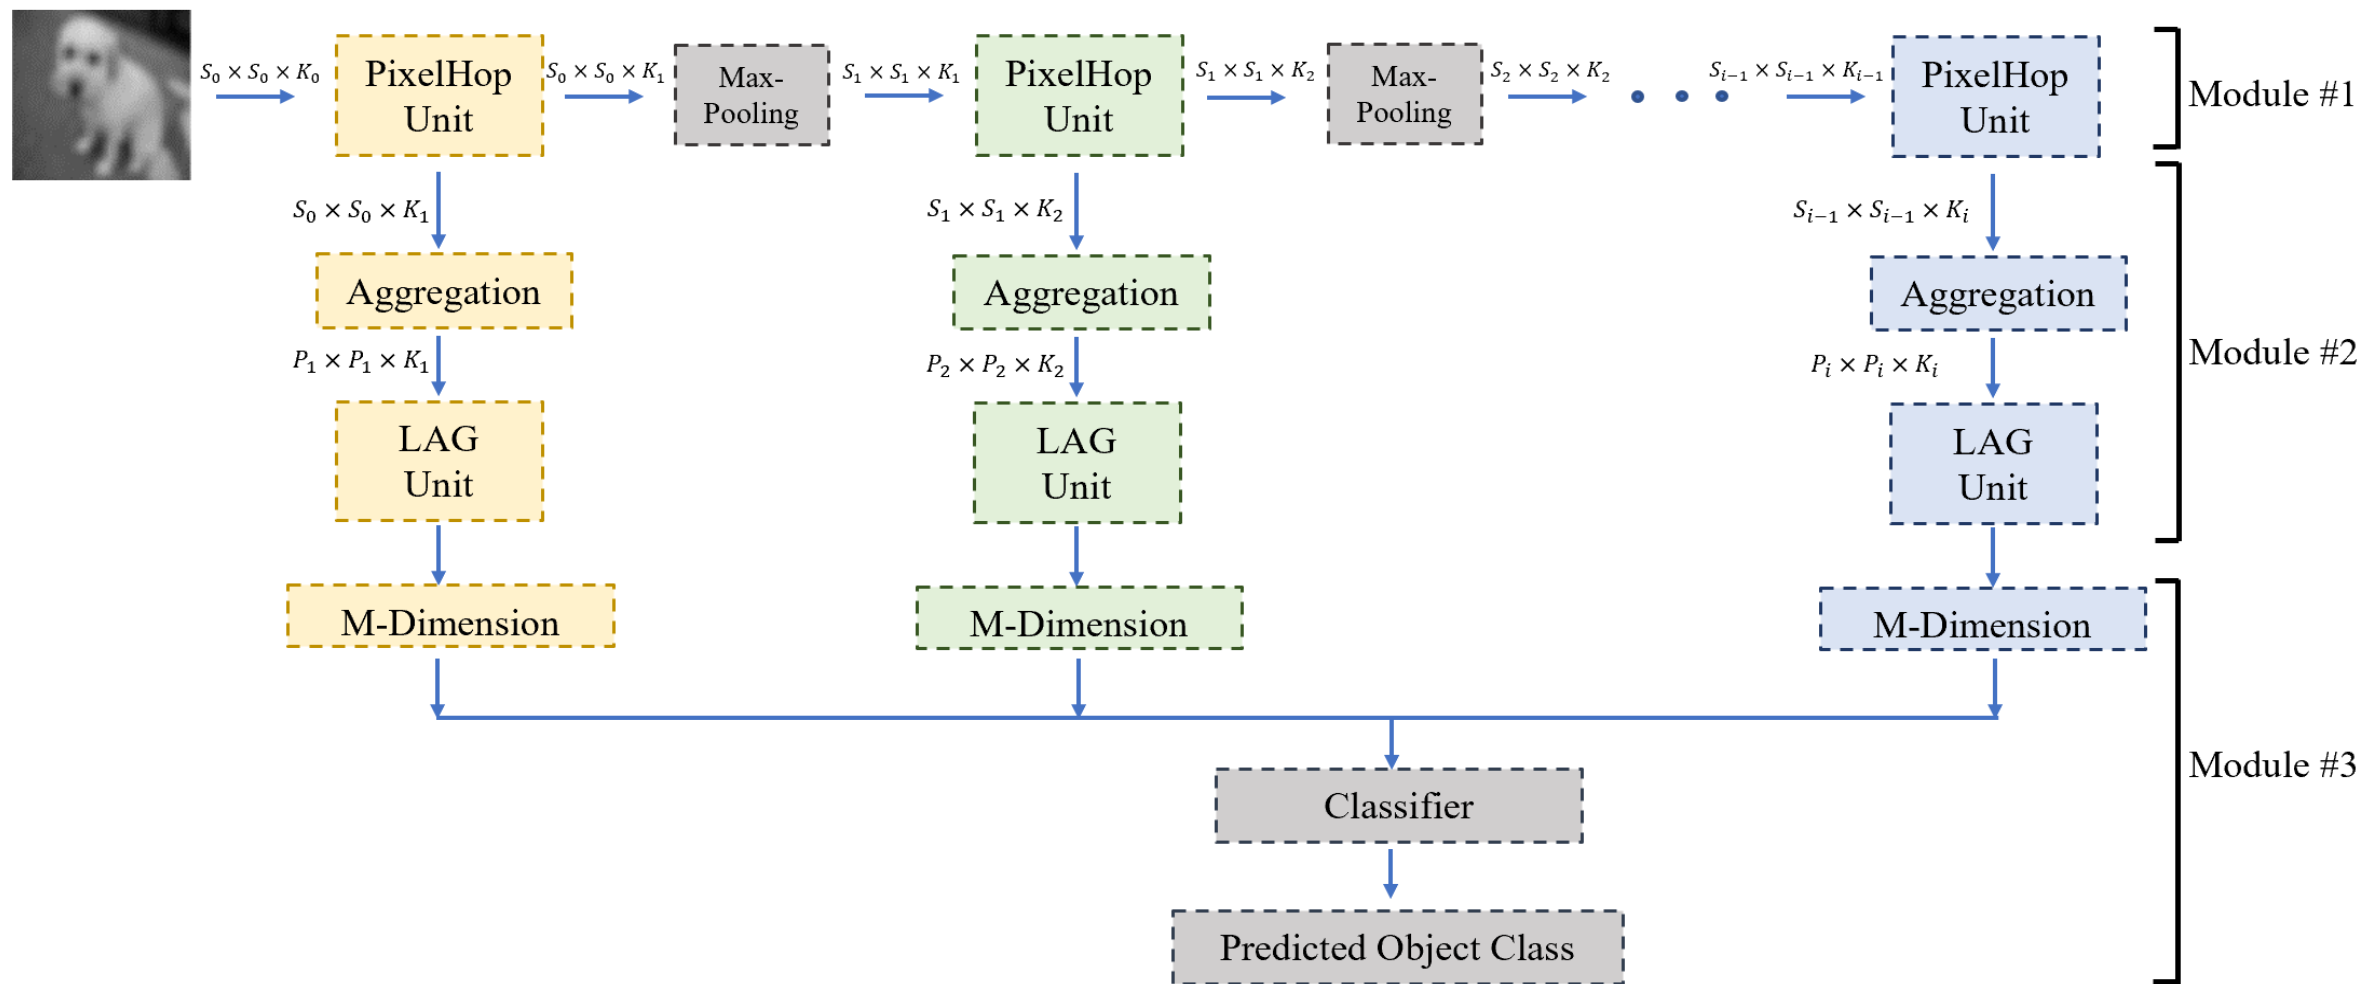 S₀ × S₀ × K₀
PixelHop
Unit
S₀ × S₀ × K₁
Max-
Pooling
S₁ × S₁ × K₁
PixelHop
Unit
S₁ × S₁ × K₂
Max-
Pooling
S₂ × S₂ × K₂
Sᵢ₋₁ × Sᵢ₋₁ × Kᵢ₋₁
PixelHop
Unit
Module #1
S₀ × S₀ × K₁
S₁ × S₁ × K₂
Sᵢ₋₁ × Sᵢ₋₁ × Kᵢ
Aggregation
Aggregation
Aggregation
Module #2
P₁ × P₁ × K₁
P₂ × P₂ × K₂
Pᵢ × Pᵢ × Kᵢ
LAG
Unit
LAG
Unit
LAG
Unit
M-Dimension
M-Dimension
M-Dimension
Module #3
Classifier
Predicted Object Class